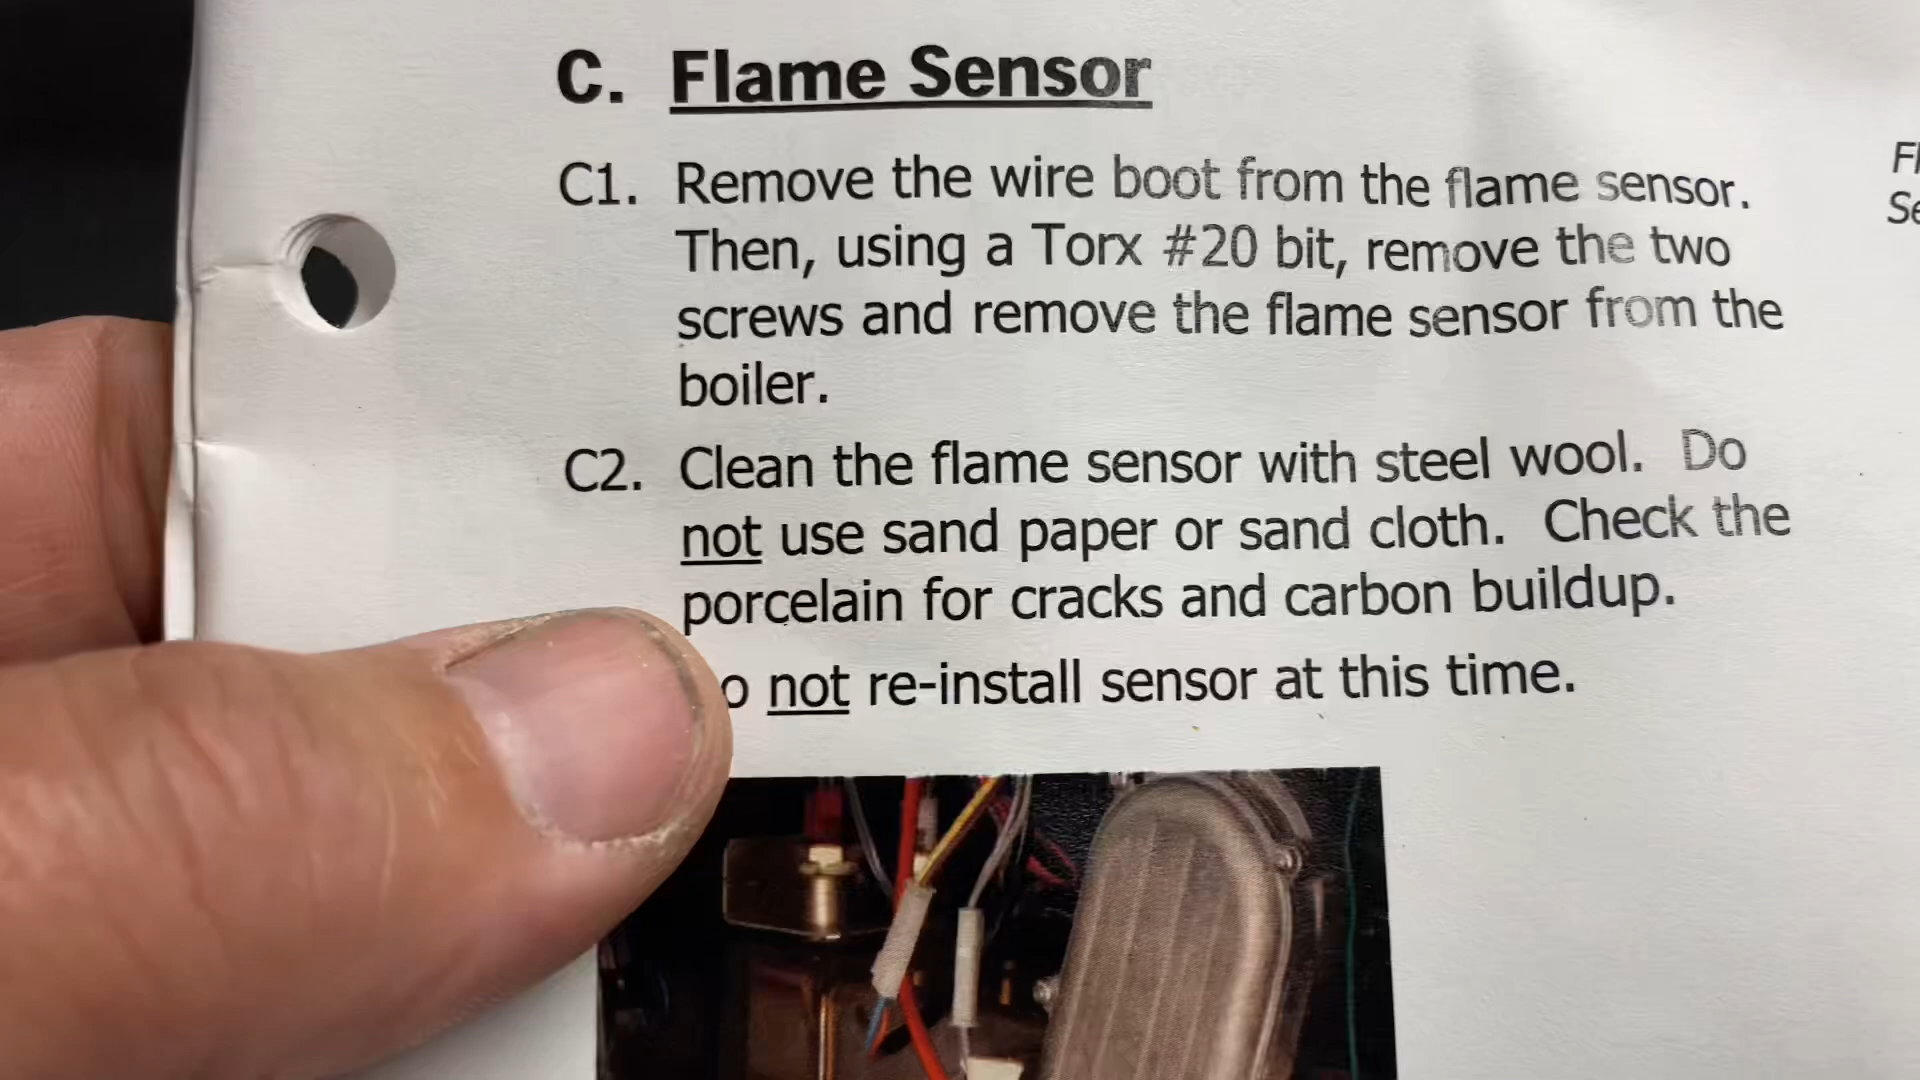 C. Flame Sensor
C1. Remove the wire boot from the flame sensor.
Then, using a Torx #20 bit, remove the two
screws and remove the flame sensor from the
boiler.
C2. Clean the flame sensor with steel wool. Do
not use sand paper or sand cloth. Check the
porcelain for cracks and carbon buildup.
not re-install sensor at this time.